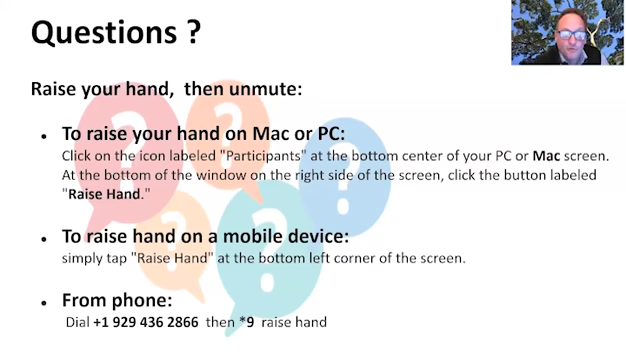 Questions ?
Raise your hand, then unmute:
• To raise your hand on Mac or PC:
Click on the icon labeled "Participants" at the bottom center of your PC or Mac screen.
At the bottom of the window on the right side of the screen, click the button labeled
"Raise Hand."
• To raise hand on a mobile device:
simply tap "Raise Hand" at the bottom left corner of the screen.
• From phone:
Dial +1 929 436 2866 then *9 raise hand